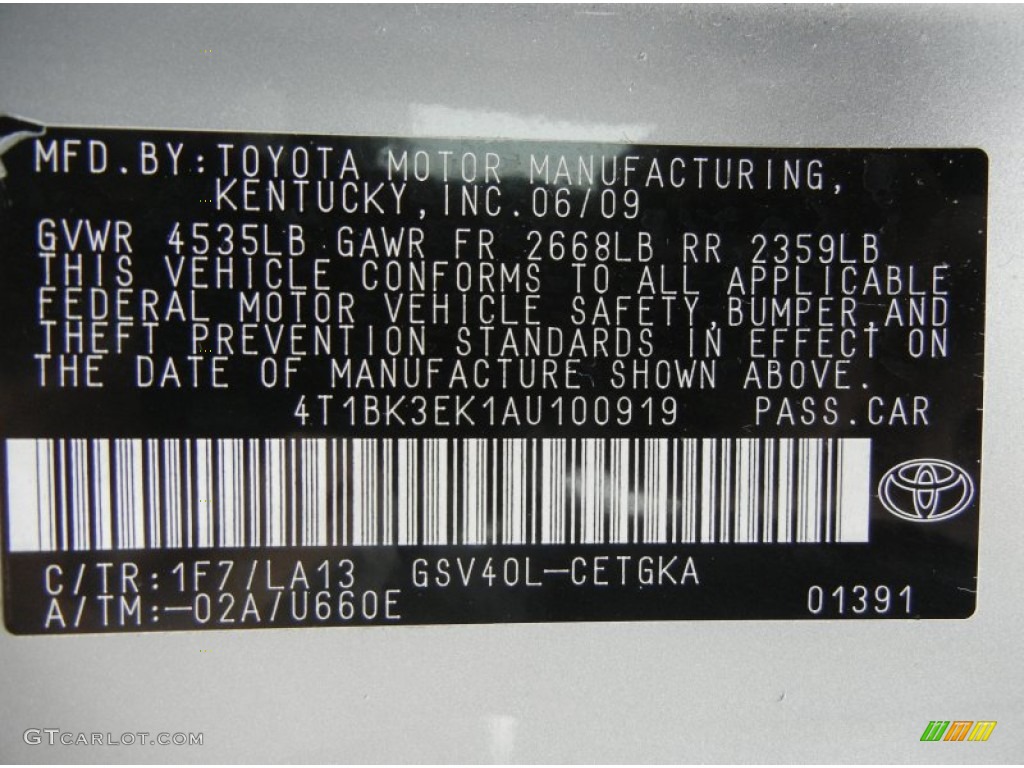 MFD.BY:TOYOTA MOTOR MANUFACTURING,
KENTUCKY,INC.06/09
GVWR 4535LB GAWR FR 2668LB RR 2359LB
THIS VEHICLE CONFORMS TO ALL APPLICABLE
FEDERAL MOTOR VEHICLE SAFETY,BUMPER,AND
THEFT PREVENTION STANDARDS IN EFFECT ON
THE DATE OF MANUFACTURE SHOWN ABOVE.
4T1BK3EK1AU100919 PASS.CAR
C/TR:1F7/LA13 GSV40L-CETGKA
A/TM:-02A/U660E 01391
GTCARLOT.COM